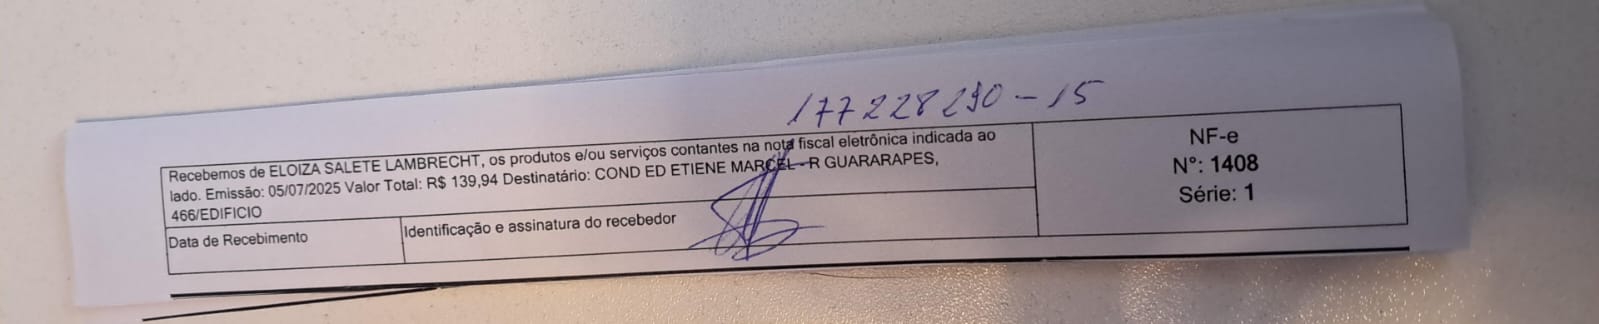 177228290-15
Recebemos de ELOIZA SALETE LAMBRECHT, os produtos e/ou serviços contantes na nota fiscal eletrônica indicada ao
lado. Emissão: 05/07/2025 Valor Total: R$ 139,94 Destinatário: COND ED ETIENE MARCEL - R GUARARAPES,
466/EDIFICIO
Data de Recebimento
Identificação e assinatura do recebedor
NF-e
Nº: 1408
Série: 1